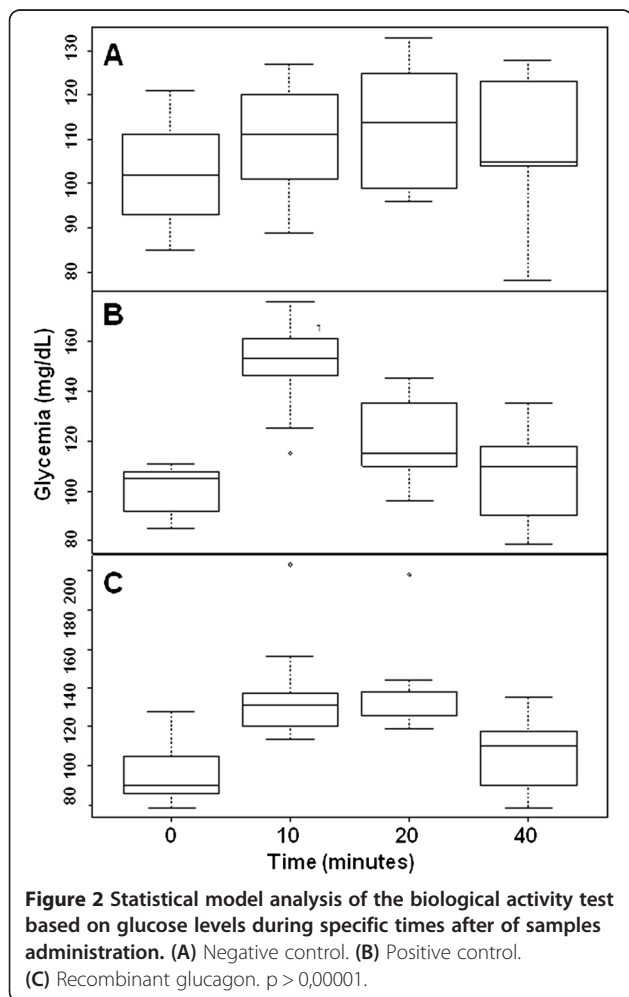 A
130
120
110
100
90
80
B
160
140
120
100
80
Glycemia (mg/dL)
C
200
180
160
140
120
100
80
0 10 20 40
Time (minutes)
Figure 2 Statistical model analysis of the biological activity test
based on glucose levels during specific times after of samples
administration. (A) Negative control. (B) Positive control.
(C) Recombinant glucagon. p > 0,00001.